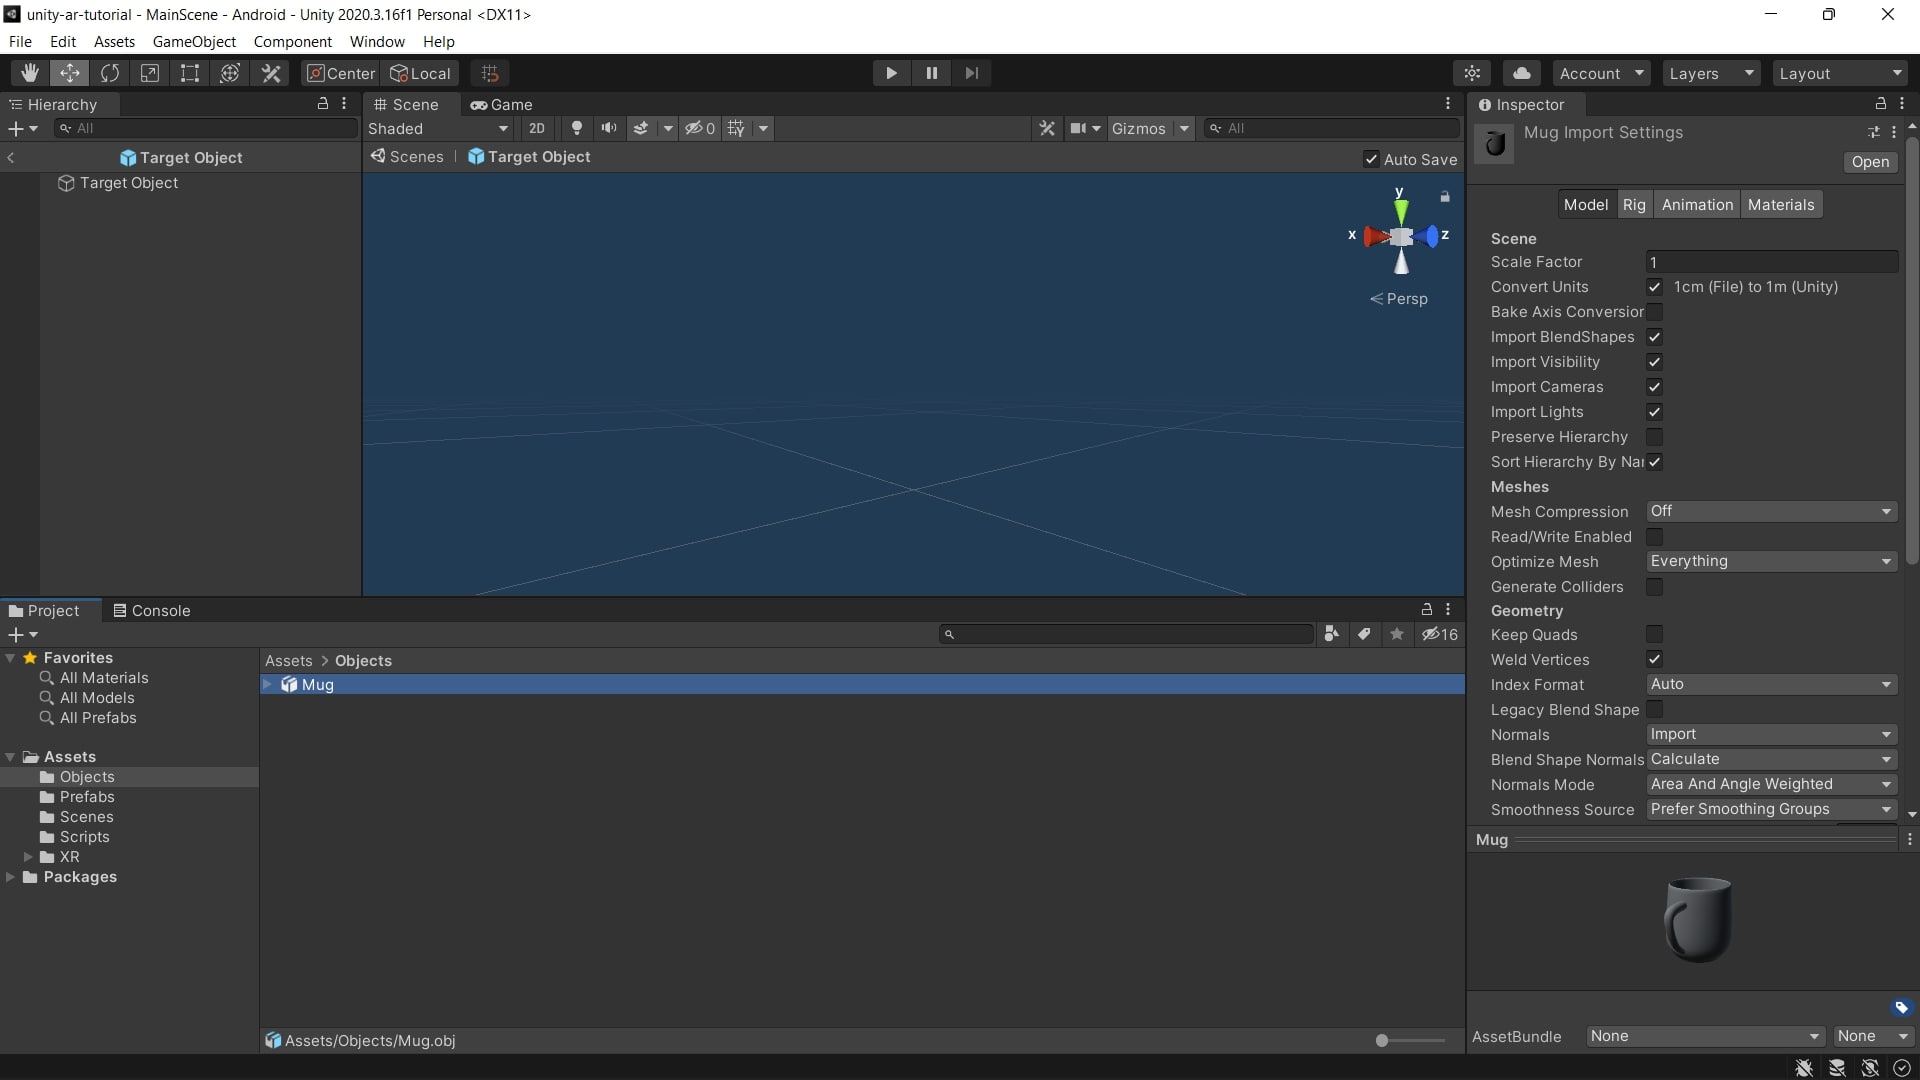 unity-ar-tutorial - MainScene - Android - Unity 2020.3.16f1 Personal <DX11>
File Edit Assets GameObject Component Window Help
Center Local Account Layers Layout
Hierarchy
All
Target Object
Target Object
Scene Game
Shaded 2D 0 Gizmos All
Scenes Target Object Auto Save
y
x z
Persp
Inspector
Mug Import Settings
Open
Model Rig Animation Materials
Scene
Scale Factor 1
Convert Units 1cm (File) to 1m (Unity)
Bake Axis Conversion
Import BlendShapes
Import Visibility
Import Cameras
Import Lights
Preserve Hierarchy
Sort Hierarchy By Nar
Meshes
Mesh Compression Off
Read/Write Enabled
Optimize Mesh Everything
Generate Colliders
Geometry
Keep Quads
Weld Vertices
Index Format Auto
Legacy Blend Shape
Normals Import
Blend Shape Normals Calculate
Normals Mode Area And Angle Weighted
Smoothness Source Prefer Smoothing Groups
Mug
AssetBundle None None
Project Console
16
Favorites
All Materials
All Models
All Prefabs
Assets
Objects
Prefabs
Scenes
Scripts
XR
Packages
Assets > Objects
Mug
Assets/Objects/Mug.obj